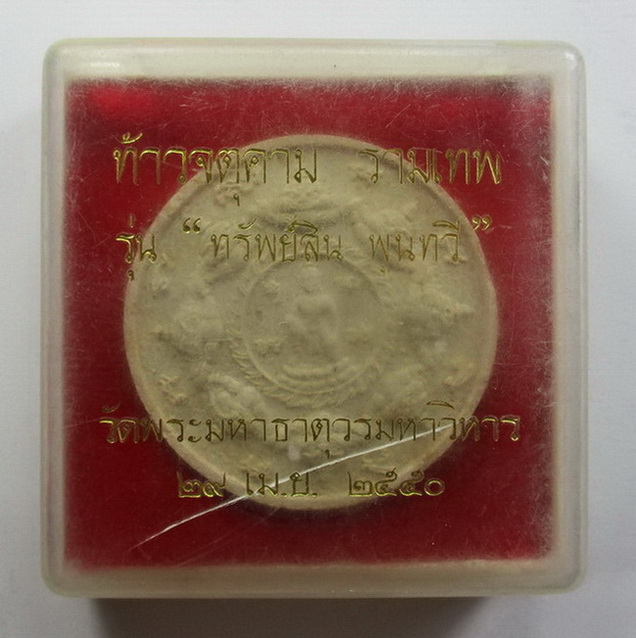 ท้าวจตุคาม รามเทพ
รุ่น “ทรัพย์สิน พูนทวี”
วัดพระมหาธาตุวรมหาวิหาร
๒๙ เม.ย. ๒๕๕๐